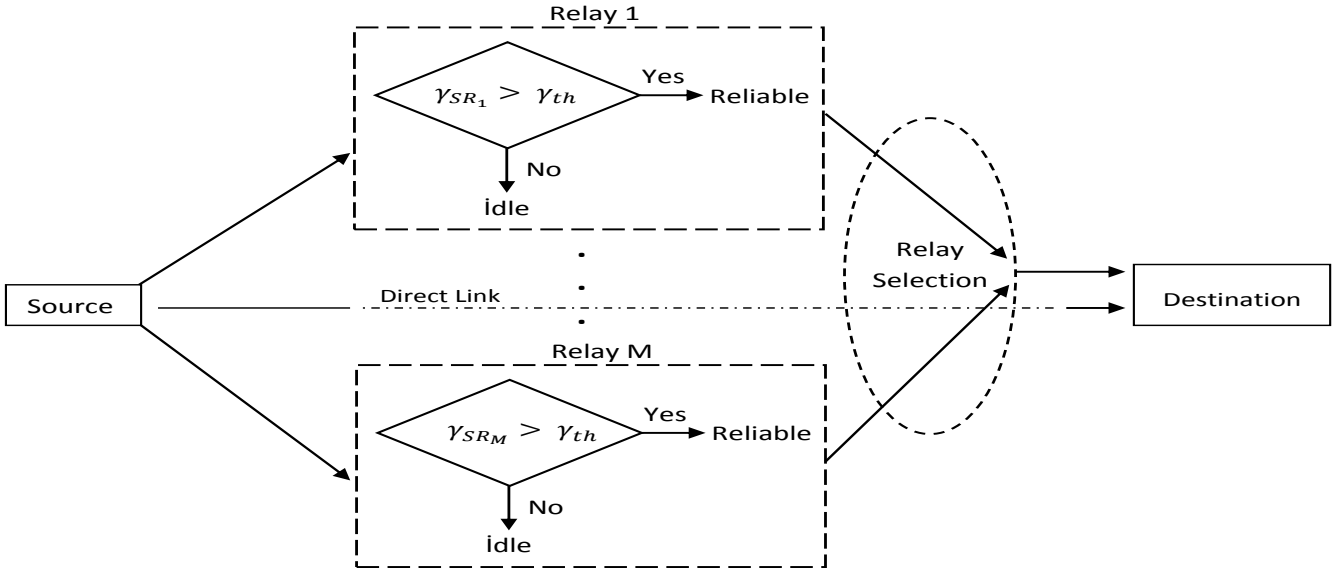 Relay 1
γSR₁ > γth
Yes
Reliable
No
İdle
Relay
Selection
Source
Direct Link
Destination
Relay M
γSRM > γth
Yes
Reliable
No
İdle